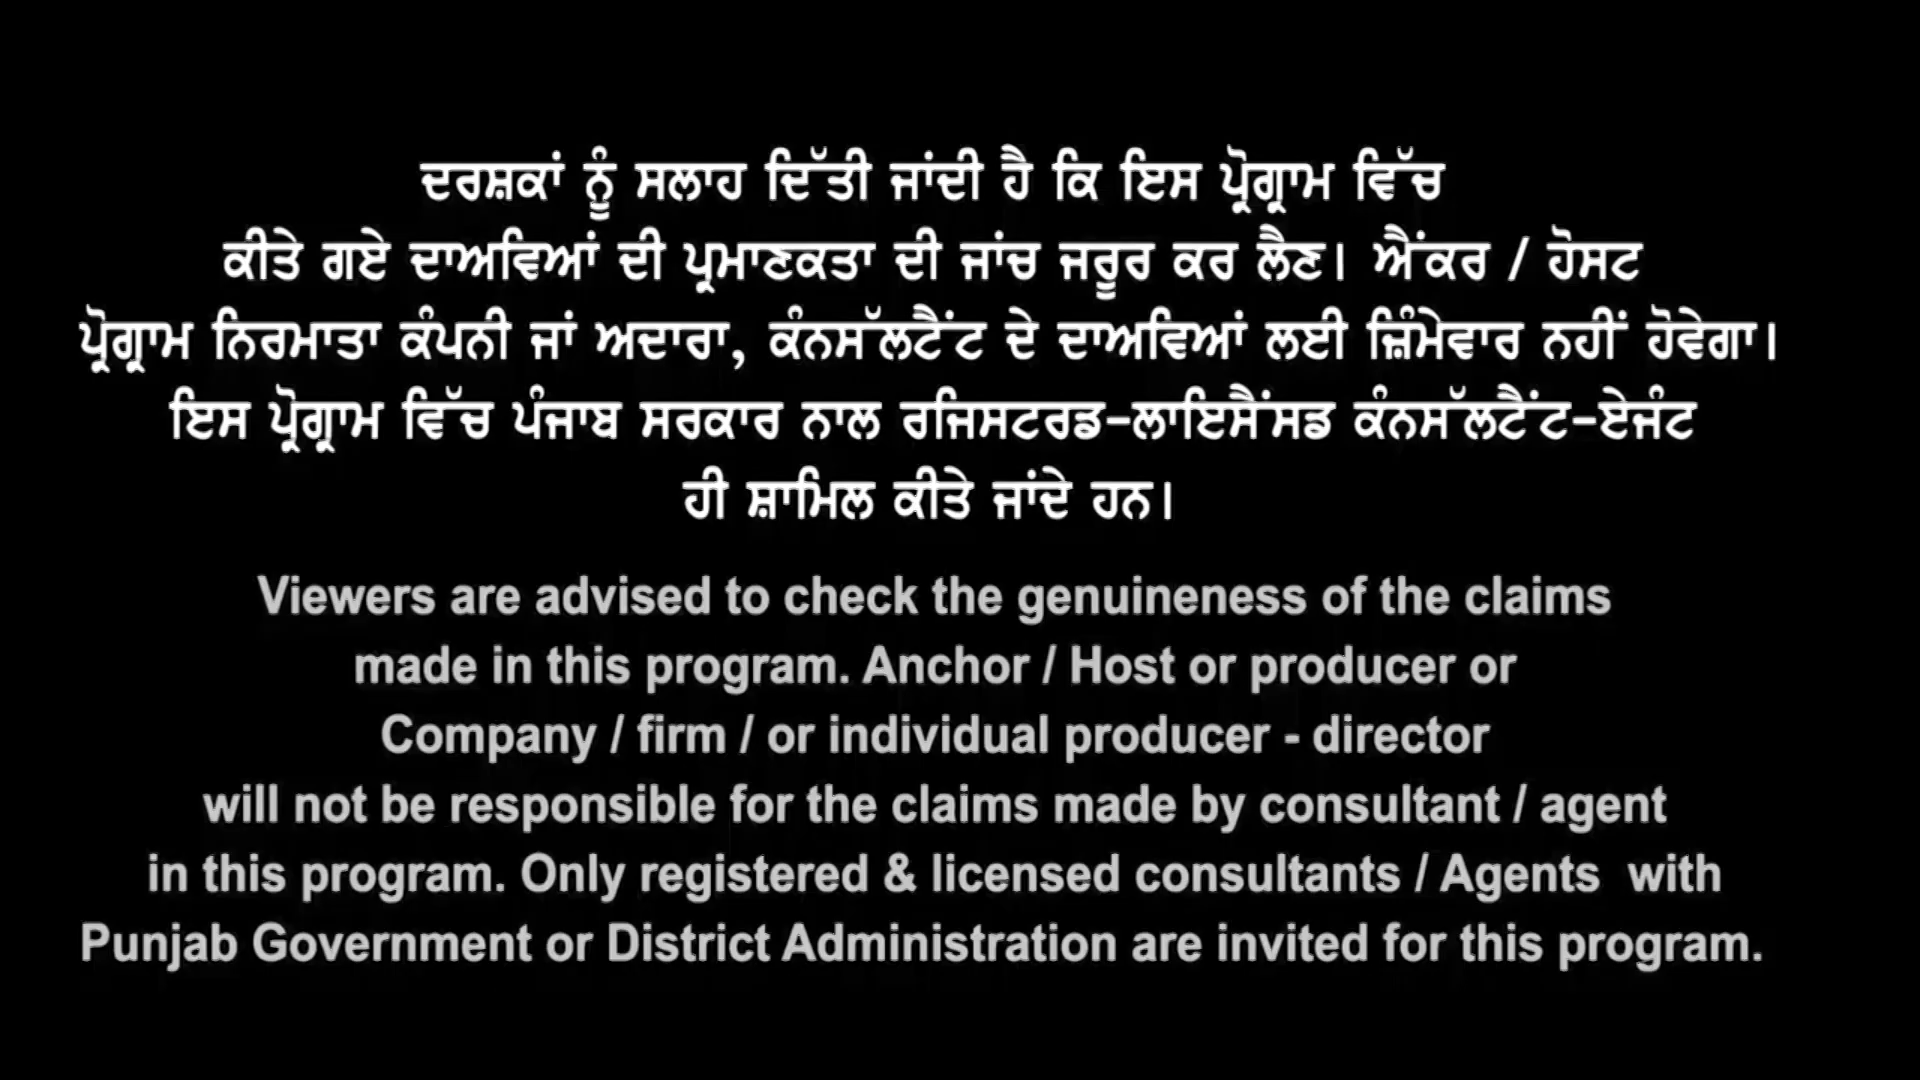 ਦਰਸ਼ਕਾਂ ਨੂੰ ਸਲਾਹ ਦਿੱਤੀ ਜਾਂਦੀ ਹੈ ਕਿ ਇਸ ਪ੍ਰੋਗ੍ਰਾਮ ਵਿੱਚ
ਕੀਤੇ ਗਏ ਦਾਅਵਿਆਂ ਦੀ ਪ੍ਰਮਾਣਕਤਾ ਦੀ ਜਾਂਚ ਜਰੂਰ ਕਰ ਲੈਣ। ਐਂਕਰ / ਹੋਸਟ
ਪ੍ਰੋਗ੍ਰਾਮ ਨਿਰਮਾਤਾ ਕੰਪਨੀ ਜਾਂ ਅਦਾਰਾ, ਕੰਨਸੱਲਟੈਂਟ ਦੇ ਦਾਅਵਿਆਂ ਲਈ ਜ਼ਿੰਮੇਵਾਰ ਨਹੀਂ ਹੋਵੇਗਾ।
ਇਸ ਪ੍ਰੋਗ੍ਰਾਮ ਵਿੱਚ ਪੰਜਾਬ ਸਰਕਾਰ ਨਾਲ ਰਜਿਸਟਰਡ-ਲਾਇਸੈਂਸਡ ਕੰਨਸੱਲਟੈਂਟ-ਏਜੰਟ
ਹੀ ਸ਼ਾਮਿਲ ਕੀਤੇ ਜਾਂਦੇ ਹਨ।
Viewers are advised to check the genuineness of the claims
made in this program. Anchor / Host or producer or
Company / firm / or individual producer - director
will not be responsible for the claims made by consultant / agent
in this program. Only registered & licensed consultants / Agents  with
Punjab Government or District Administration are invited for this program.